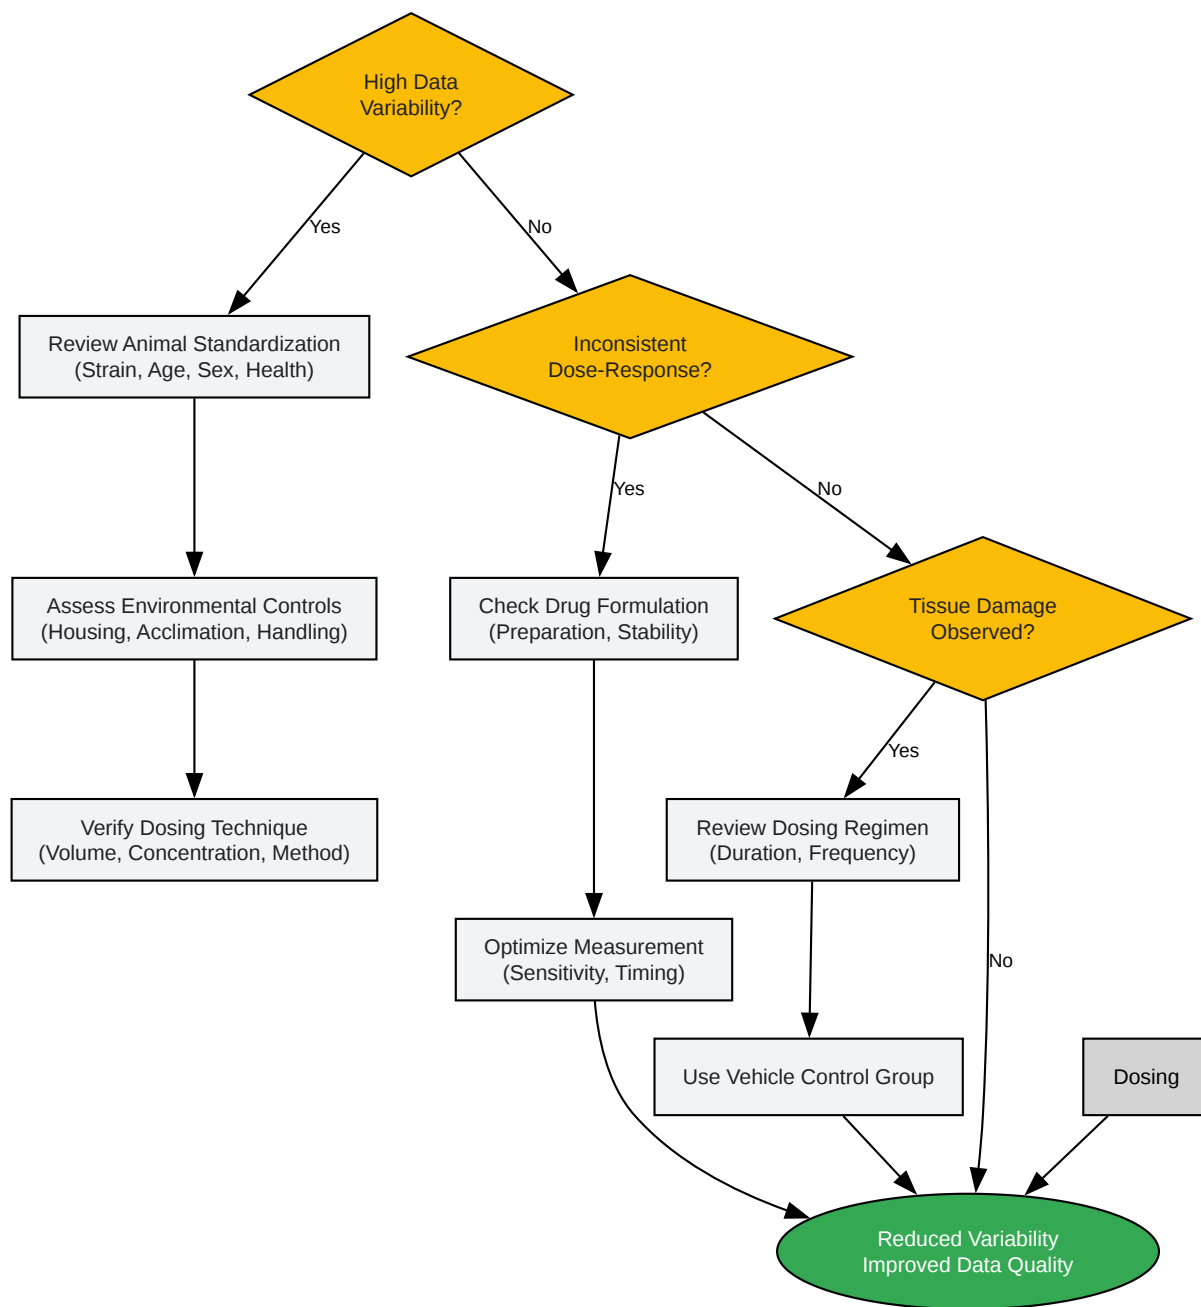 High Data
Variability?
Yes
No
Review Animal Standardization
(Strain, Age, Sex, Health)
Inconsistent
Dose-Response?
Yes
No
Assess Environmental Controls
(Housing, Acclimation, Handling)
Check Drug Formulation
(Preparation, Stability)
Tissue Damage
Observed?
Yes
No
Verify Dosing Technique
(Volume, Concentration, Method)
Review Dosing Regimen
(Duration, Frequency)
Optimize Measurement
(Sensitivity, Timing)
Use Vehicle Control Group
Dosing
Reduced Variability
Improved Data Quality